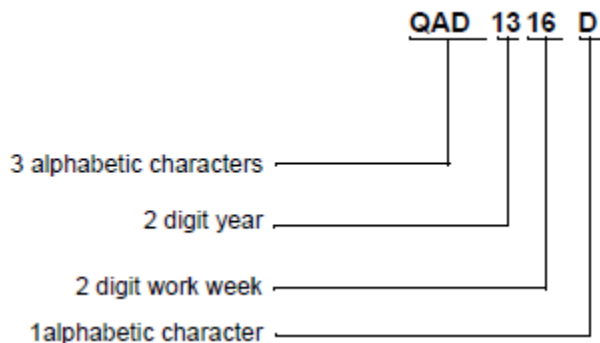 QAD 13 16 D
3 alphabetic characters
2 digit year
2 digit work week
1alphabetic character